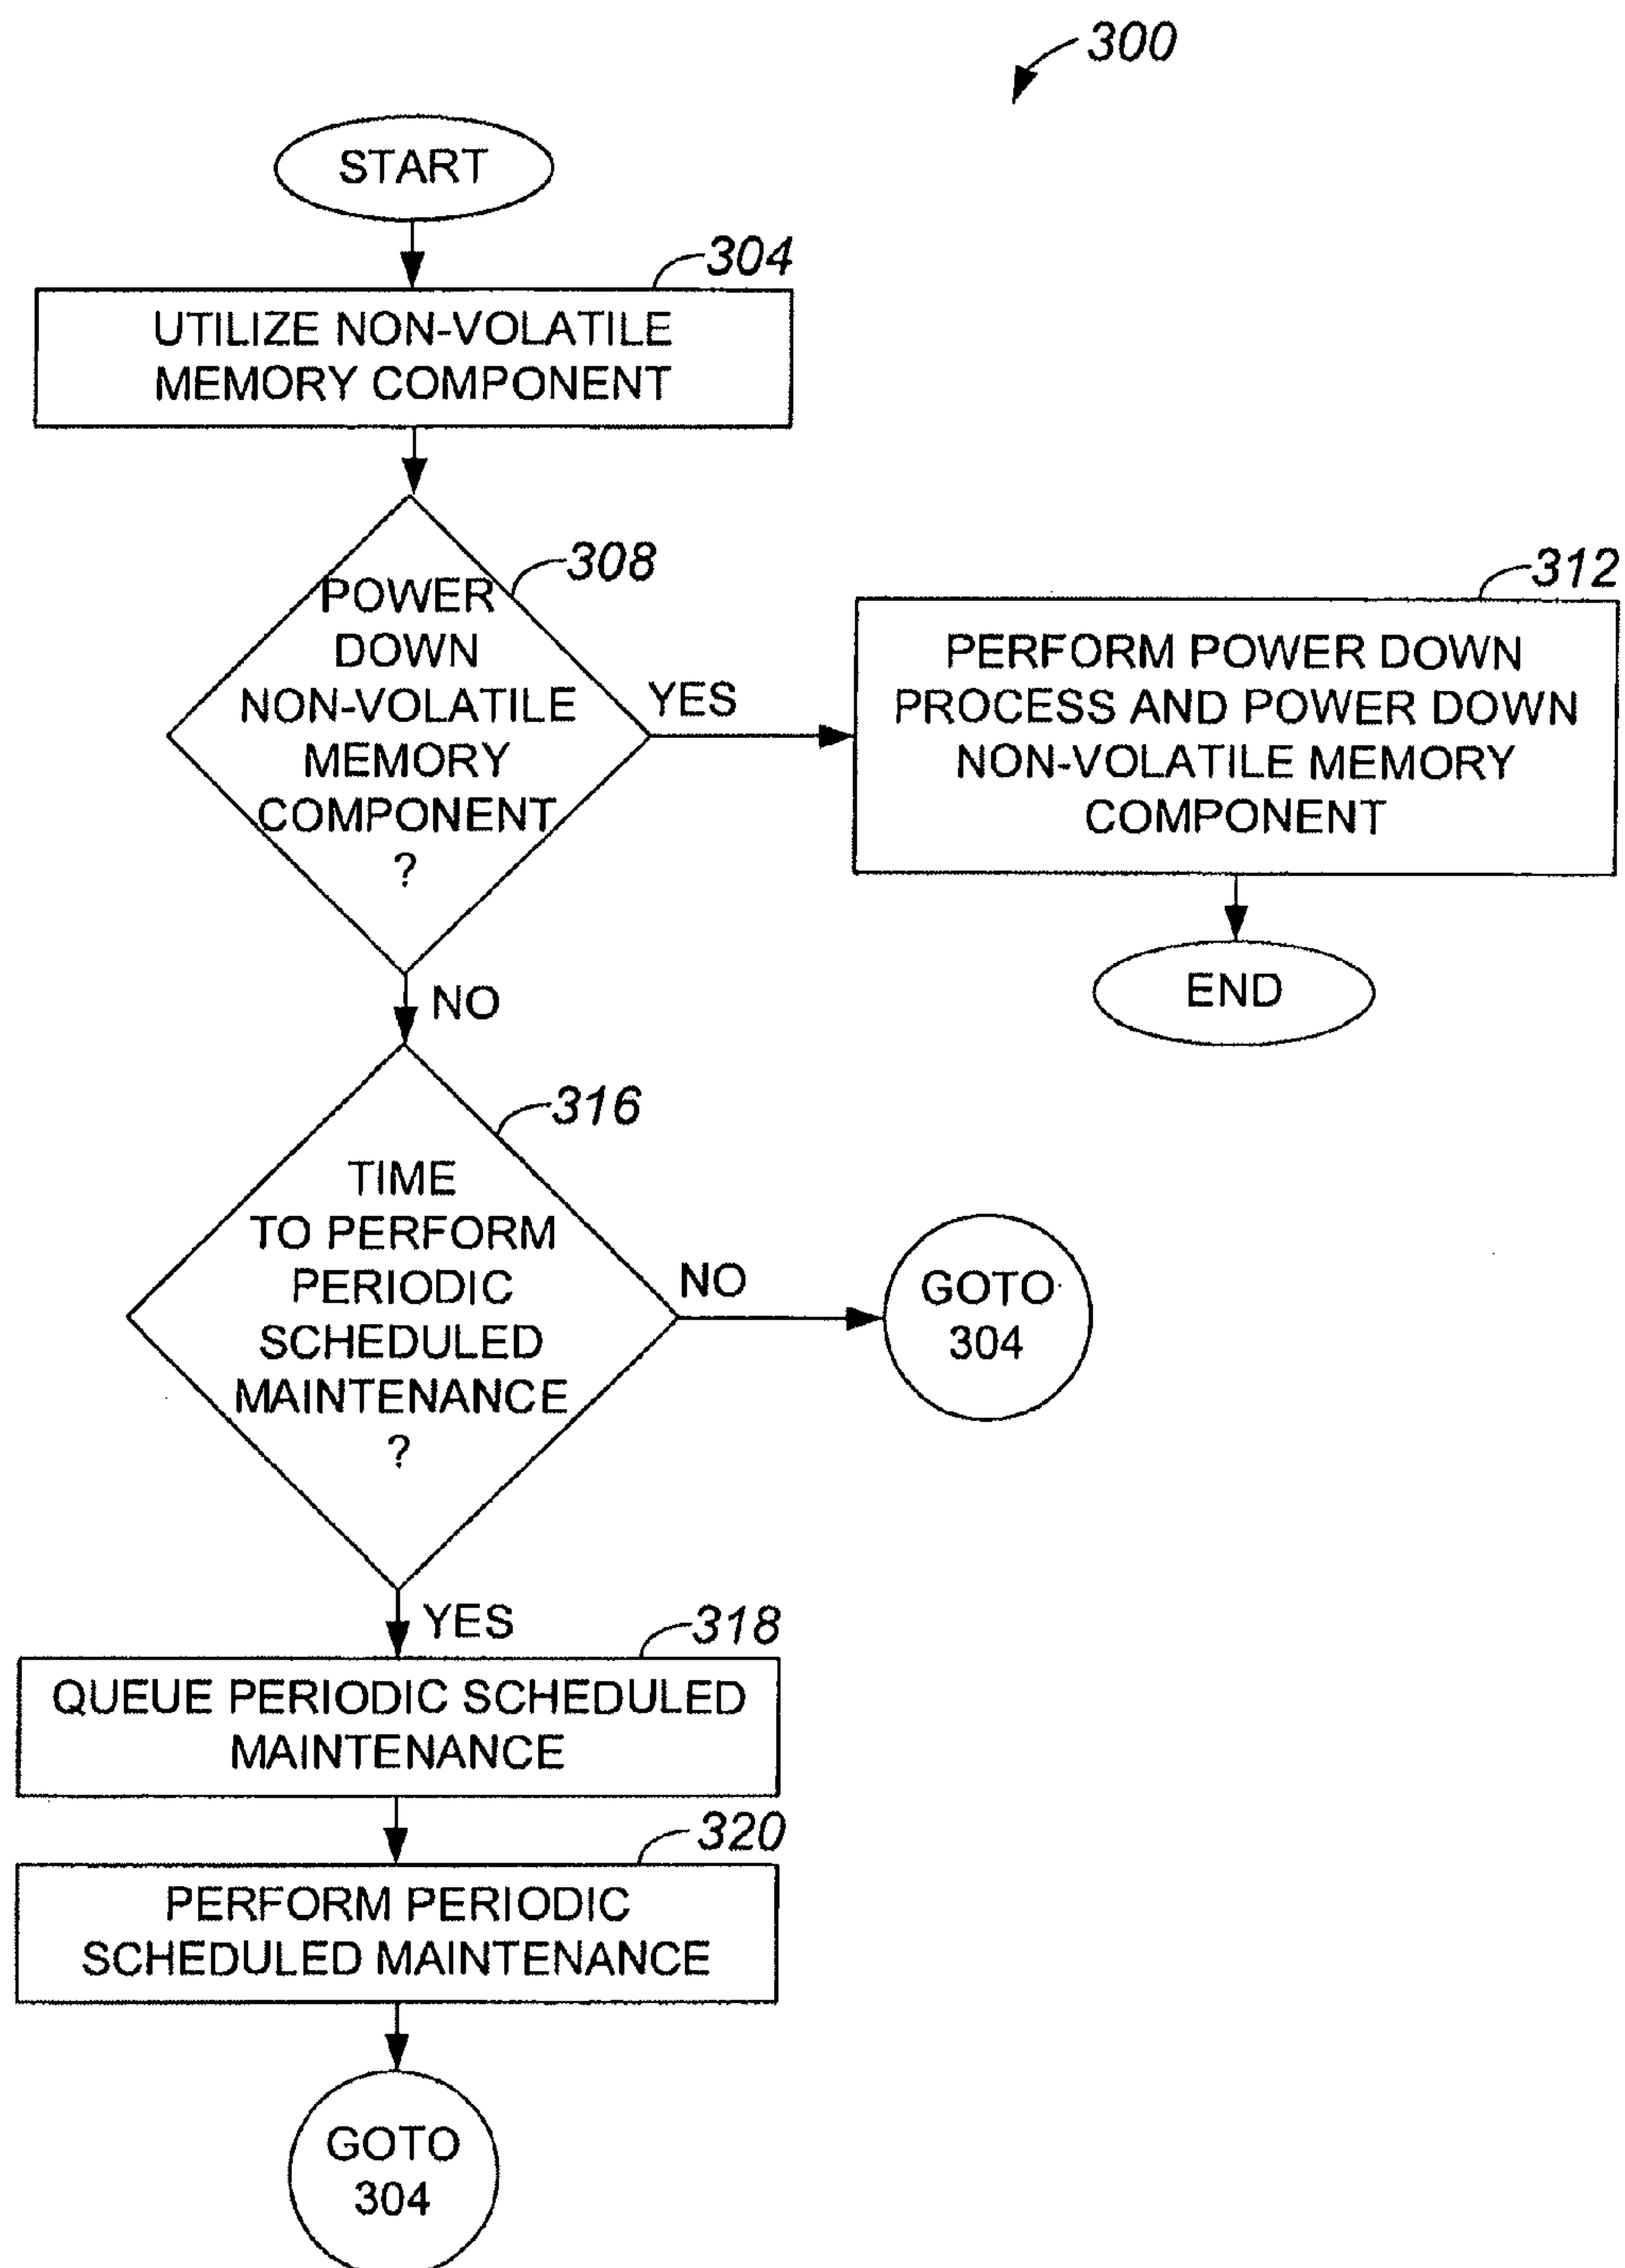 300
START
304
UTILIZE NON-VOLATILE
MEMORY COMPONENT
308
POWER
DOWN
NON-VOLATILE
MEMORY
COMPONENT
?
YES
312
PERFORM POWER DOWN
PROCESS AND POWER DOWN
NON-VOLATILE MEMORY
COMPONENT
END
NO
316
TIME
TO PERFORM
PERIODIC
SCHEDULED
MAINTENANCE
?
NO
GOTO
304
YES
318
QUEUE PERIODIC SCHEDULED
MAINTENANCE
320
PERFORM PERIODIC
SCHEDULED MAINTENANCE
GOTO
304